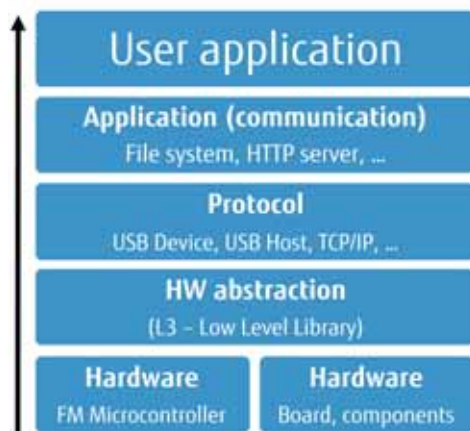 User application
Application (communication)
File system, HTTP server, ...
Protocol
USB Device, USB Host, TCP/IP, ...
HW abstraction
(L3 – Low Level Library)
Hardware
FM Microcontroller
Hardware
Board, components